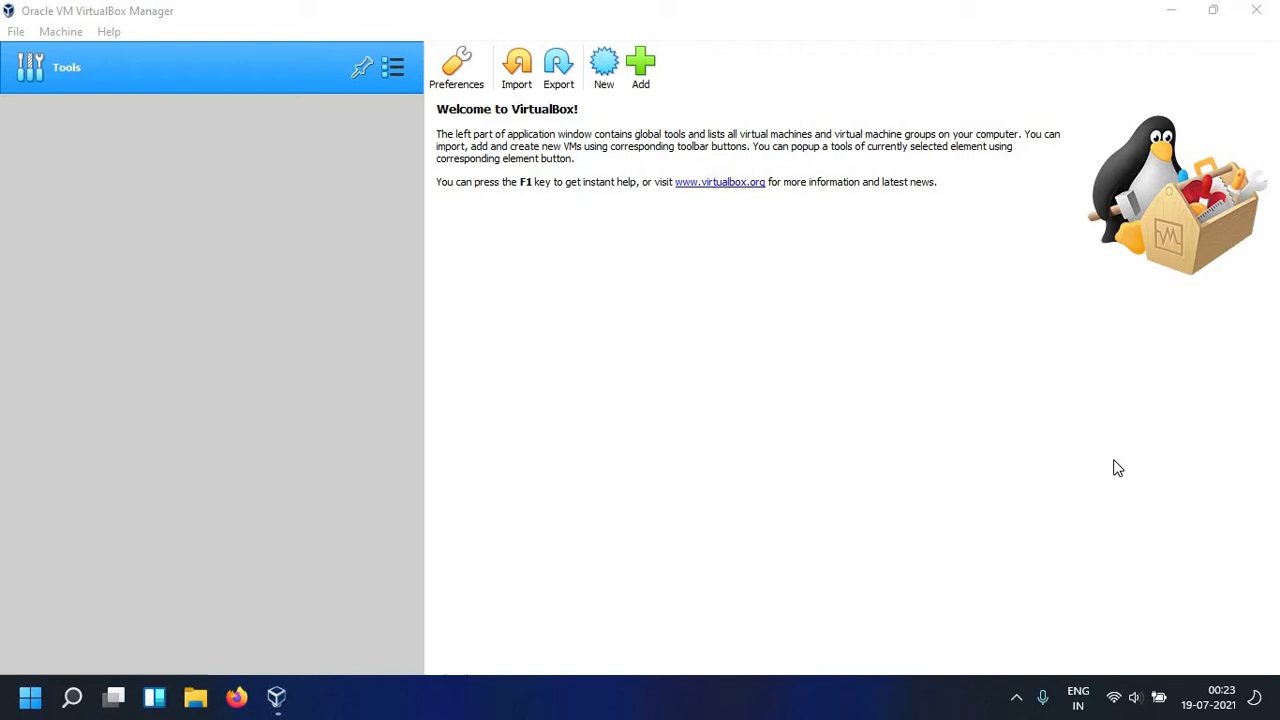 Oracle VM VirtualBox Manager
File Machine Help
Tools
Preferences Import Export New Add
Welcome to VirtualBox!
The left part of application window contains global tools and lists all virtual machines and virtual machine groups on your computer. You can
import, add and create new VMs using corresponding toolbar buttons. You can popup a tools of currently selected element using
corresponding element button.
You can press the F1 key to get instant help, or visit www.virtualbox.org for more information and latest news.
ENG
IN
00:23
19-07-2021